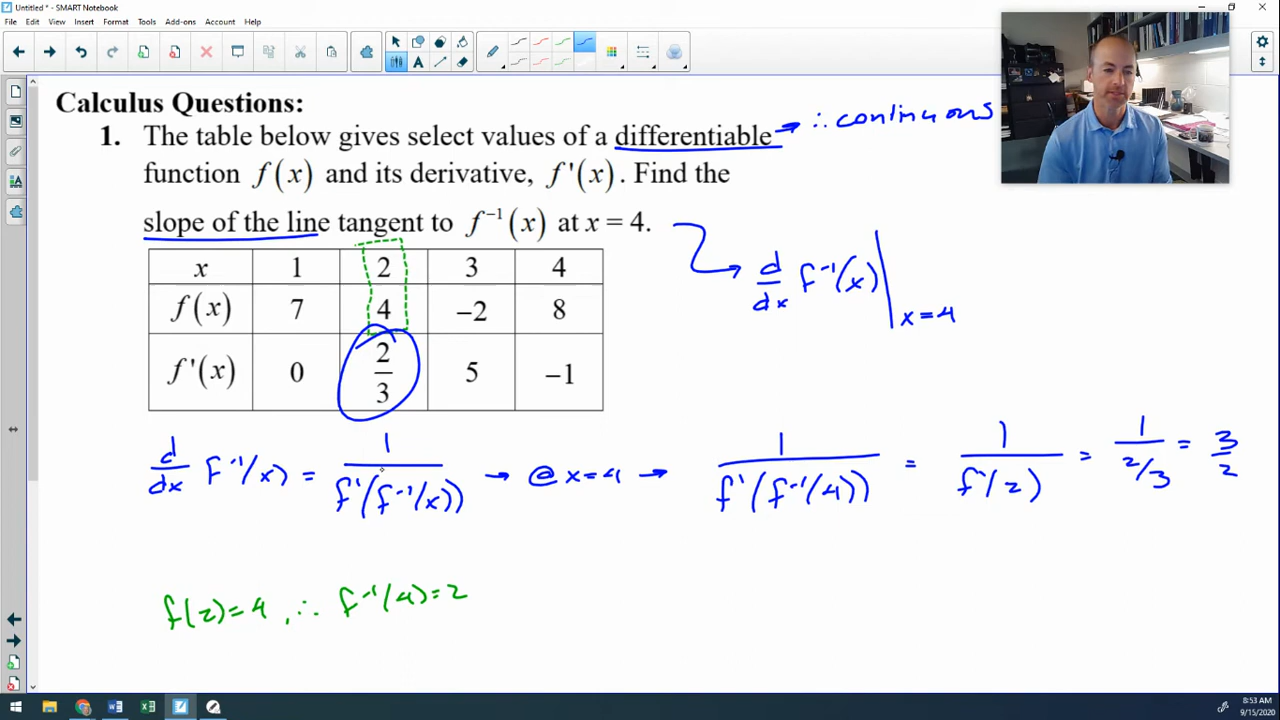 Untitled * - SMART Notebook
File Edit View Insert Format Tools Add-ons Account Help
Calculus Questions:
1. The table below gives select values of a differentiable → ∴ continuous
function f(x) and its derivative, f'(x). Find the
slope of the line tangent to f⁻¹(x) at x = 4.
d/dx f⁻¹(x) | x=4
x 1 2 3 4
f(x) 7 4 −2 8
f'(x) 0 2/3 5 −1
d/dx f⁻¹(x) = 1/f'(f⁻¹(x)) → @ x=4 → 1/f'(f⁻¹(4)) = 1/f'(2) = 1/2/3 = 3/2
f(2)=4, ∴ f⁻¹(4)=2
8:53 AM
9/15/2020